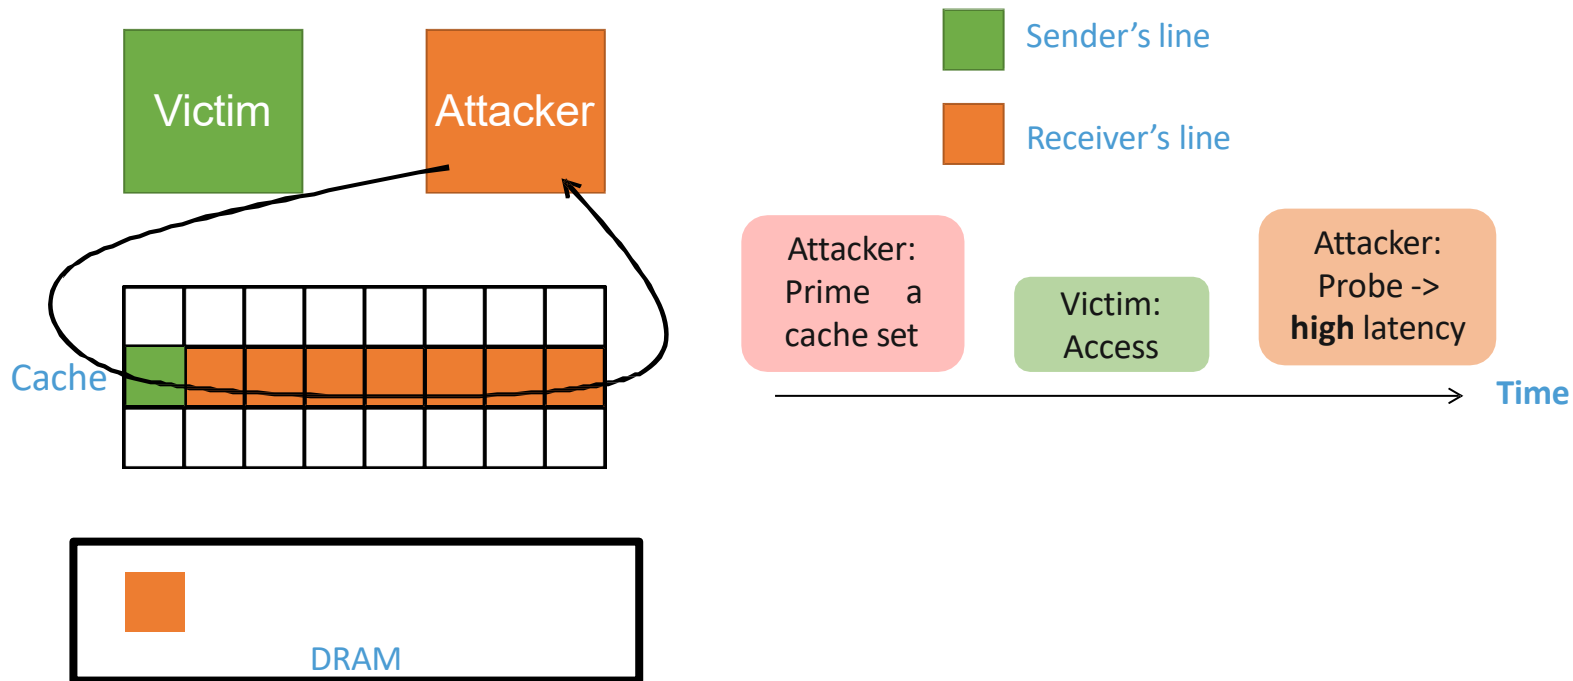 Victim
Attacker
Sender’s line
Receiver’s line
Attacker:
Prime a
cache set
Victim:
Access
Attacker:
Probe ->
high latency
Time
Cache
DRAM